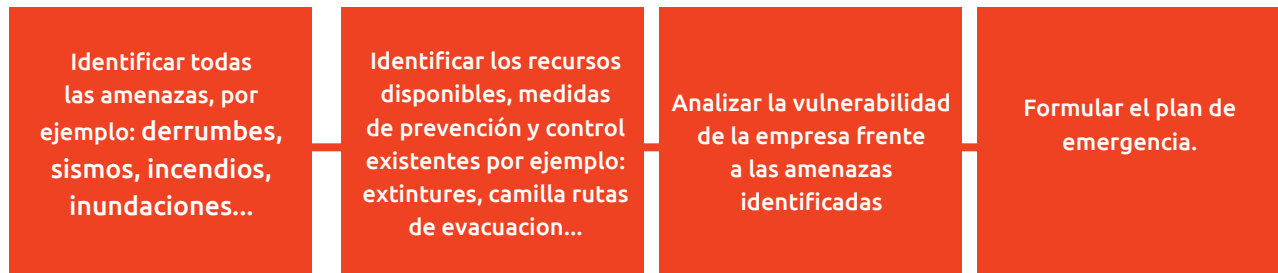 Identificar todas
las amenazas, por
ejemplo: derrumbes,
sismos, incendios,
inundaciones...
Identificar los recursos
disponibles, medidas
de prevención y control
existentes por ejemplo:
extintures, camilla rutas
de evacuacion...
Analizar la vulnerabilidad
de la empresa frente
a las amenazas
identificadas
Formular el plan de
emergencia.